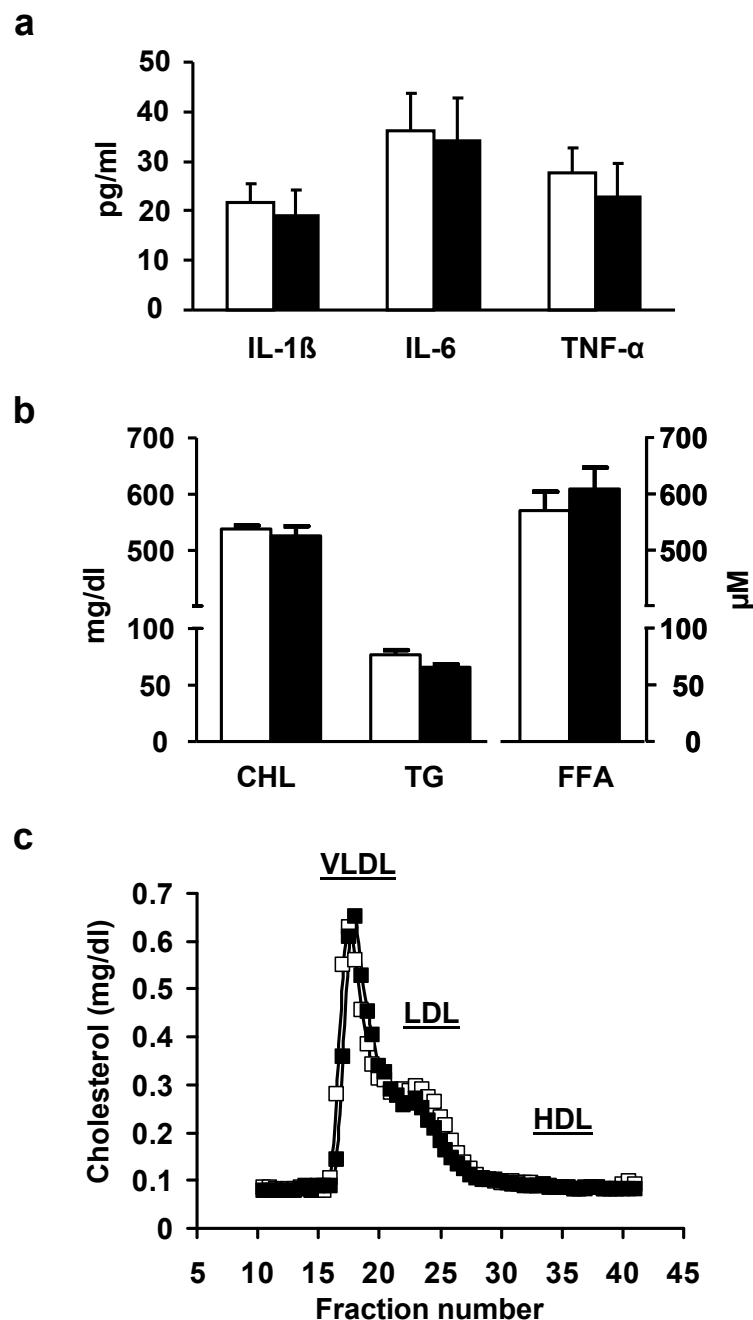 a
50
40
30
20
10
0
pg/ml
IL-1ß IL-6 TNF-α
b
700 700
600 600
500 500
100 100
50 50
0 0
mg/dl
µM
CHL TG FFA
c
VLDL
LDL
HDL
0.7
0.6
0.5
0.4
0.3
0.2
0.1
0
Cholesterol (mg/dl)
5 10 15 20 25 30 35 40 45
Fraction number